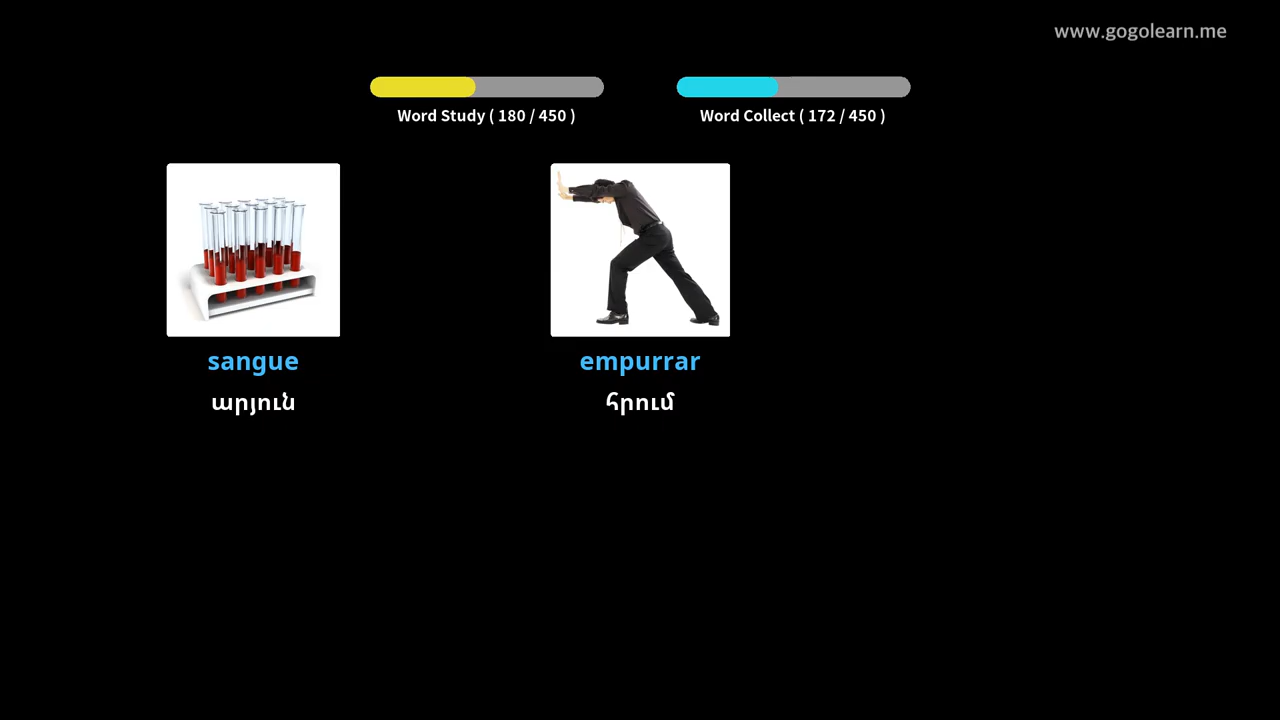 www.gogolearn.me
Word Study ( 180 / 450 )
Word Collect ( 172 / 450 )
sangue
empurrar
արյուն
հրում